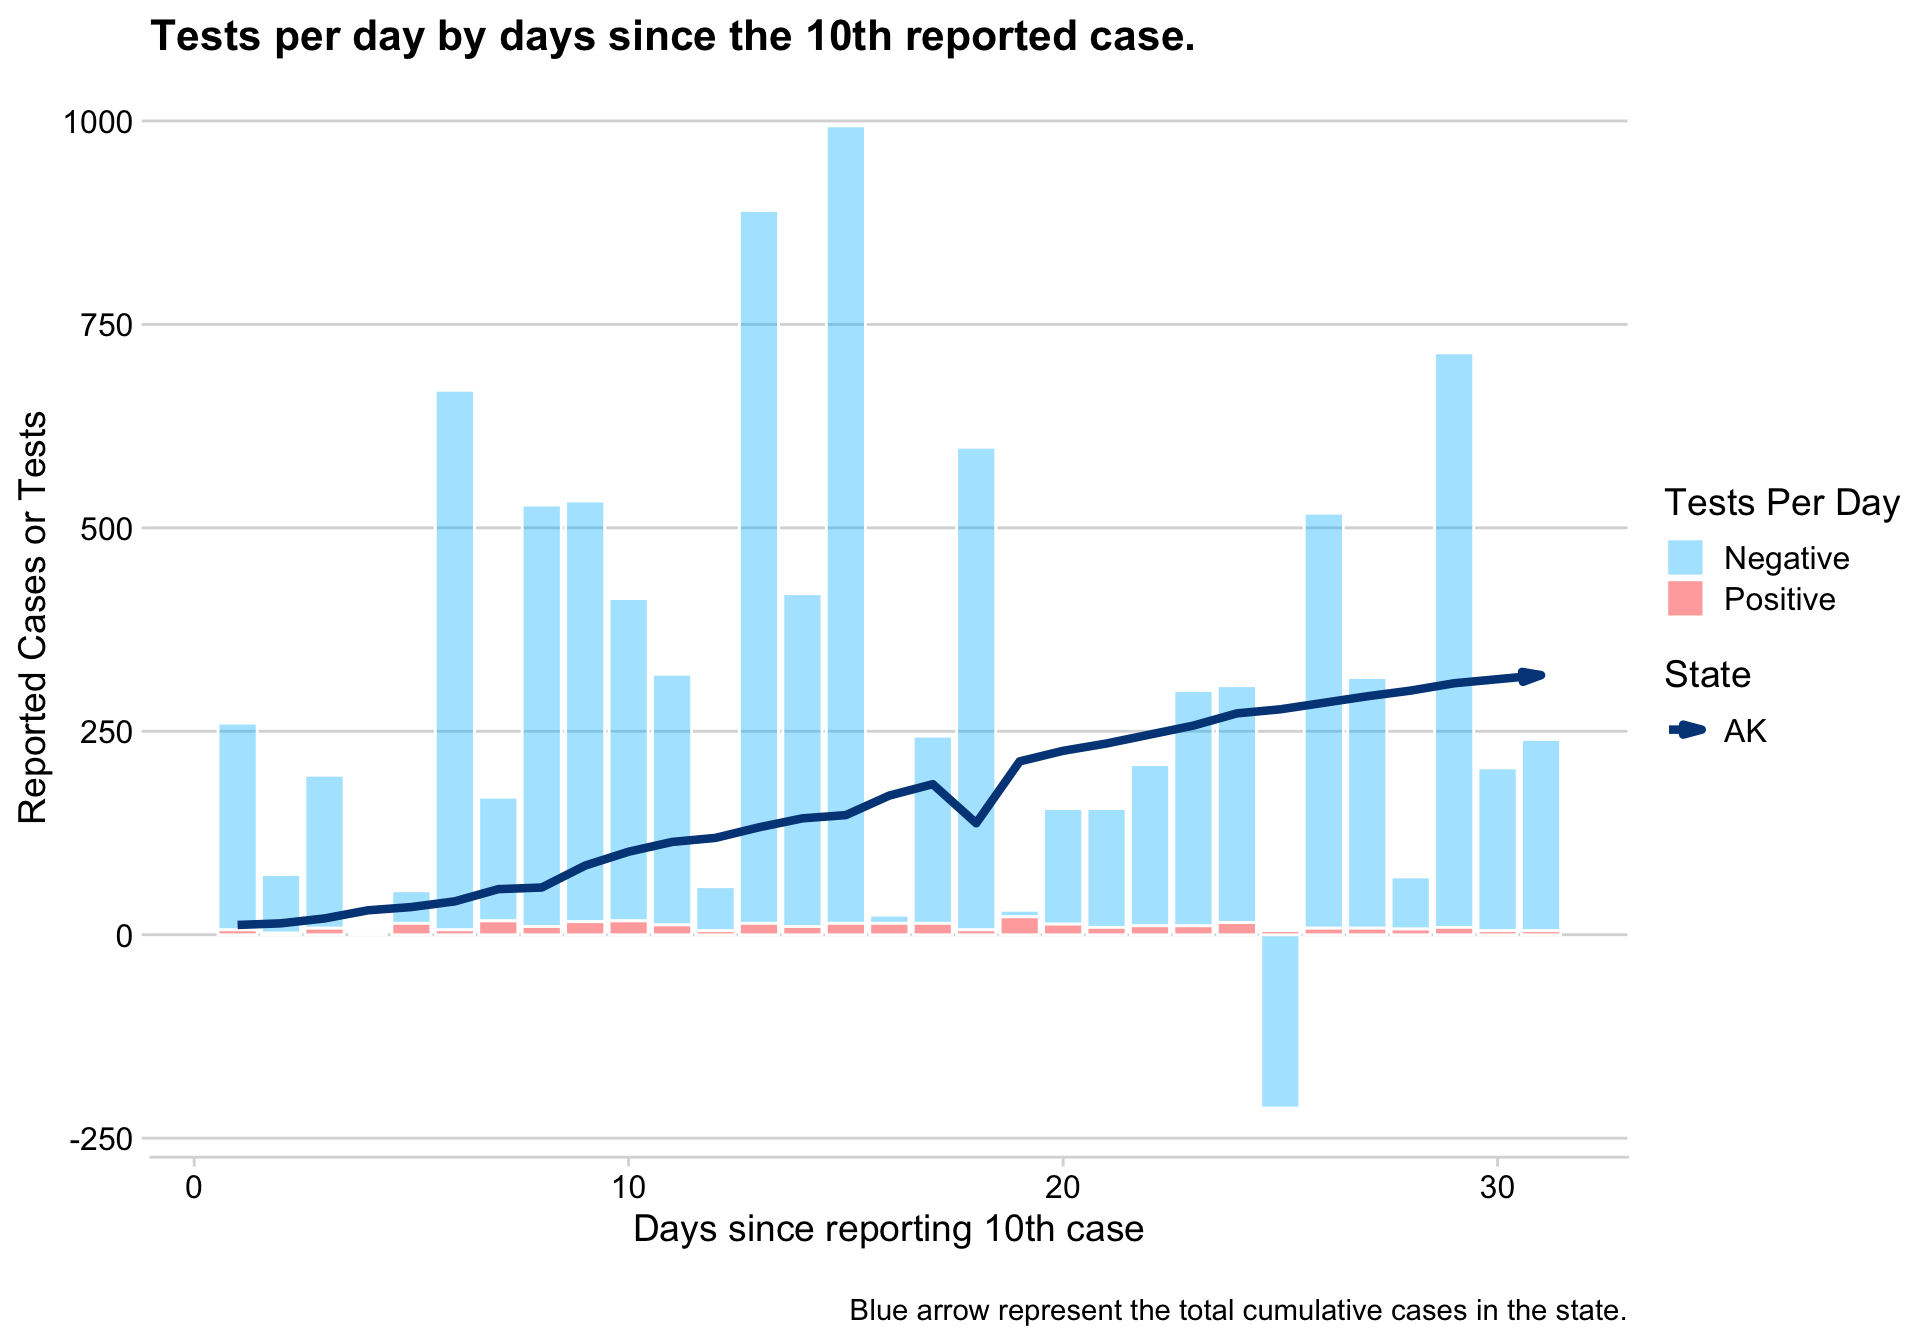 Tests per day by days since the 10th reported case.
1000
750
500
250
0
-250
Reported Cases or Tests
0 10 20 30
Days since reporting 10th case
Tests Per Day
Negative
Positive
State
AK
Blue arrow represent the total cumulative cases in the state.